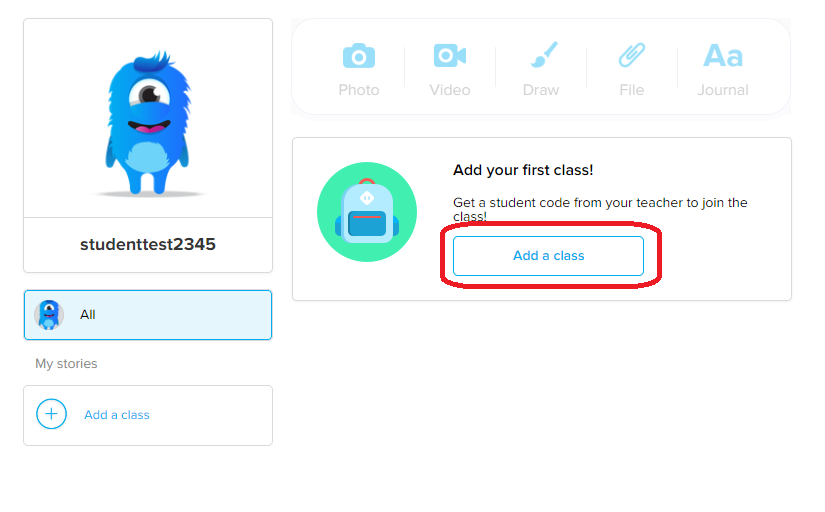 studenttest2345
All
My stories
Add a class
Photo
Video
Draw
File
Aa
Journal
Add your first class!
Get a student code from your teacher to join the
class!
Add a class